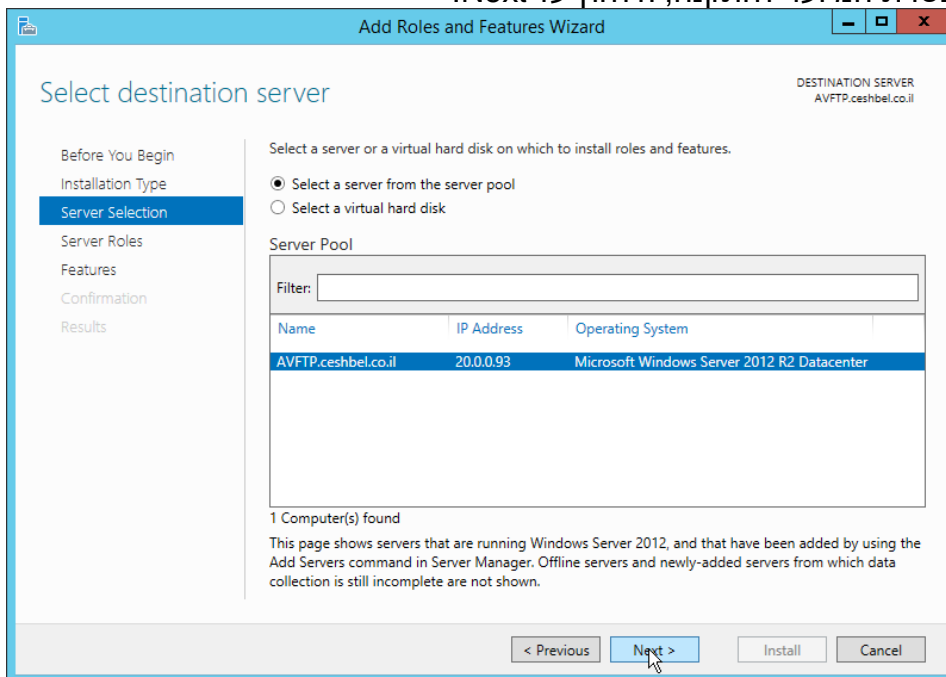 Add Roles and Features Wizard
Select destination server
DESTINATION SERVER
AVFTP.ceshbel.co.il
Before You Begin
Installation Type
Server Selection
Server Roles
Features
Confirmation
Results
Select a server or a virtual hard disk on which to install roles and features.
Select a server from the server pool
Select a virtual hard disk
Server Pool
Filter:
Name IP Address Operating System
AVFTP.ceshbel.co.il 20.0.0.93 Microsoft Windows Server 2012 R2 Datacenter
1 Computer(s) found
This page shows servers that are running Windows Server 2012, and that have been added by using the
Add Servers command in Server Manager. Offline servers and newly-added servers from which data
collection is still incomplete are not shown.
< Previous Next > Install Cancel